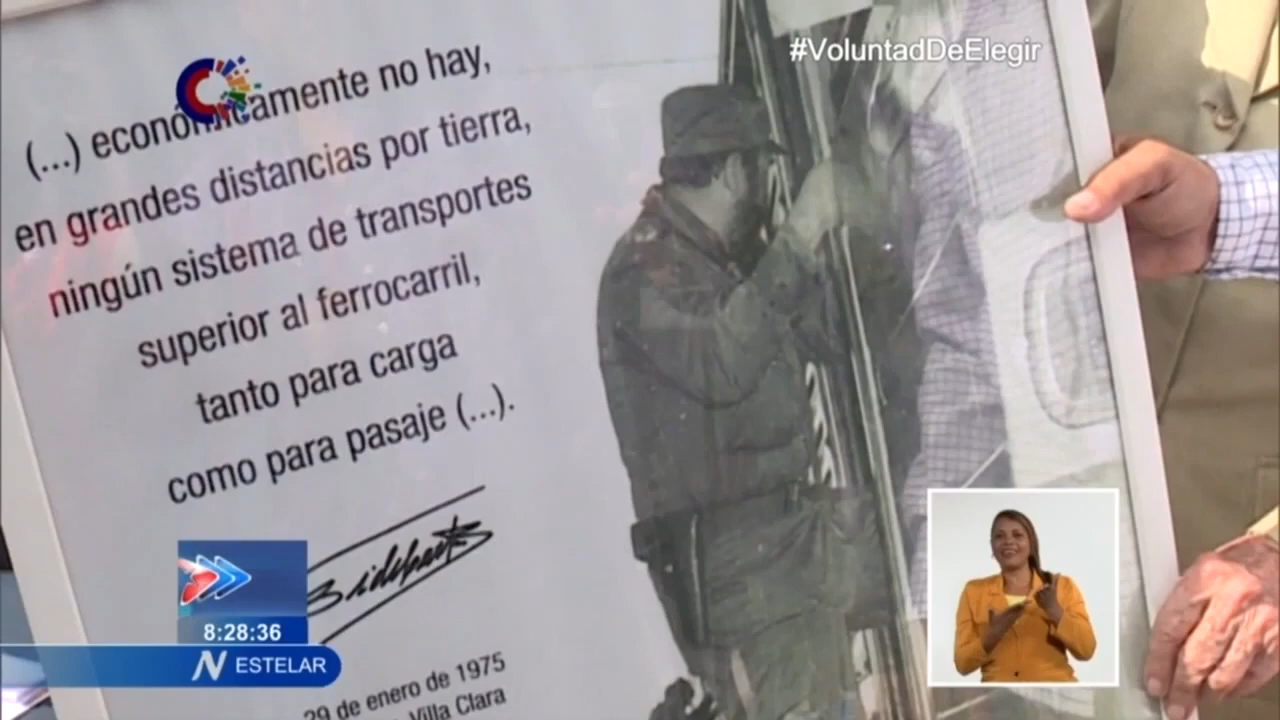 #VoluntadDeElegir
(...) económicamente no hay,
en grandes distancias por tierra,
ningún sistema de transportes
superior al ferrocarril,
tanto para carga
como para pasaje (...).
29 de enero de 1975
Villa Clara
8:28:36
N ESTELAR